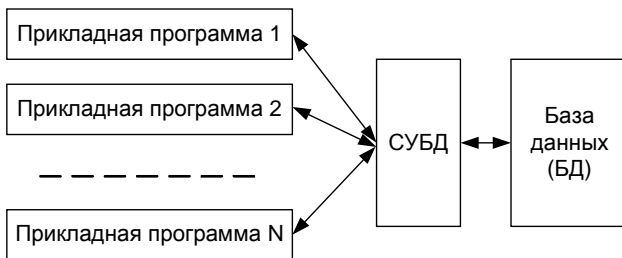 Прикладная программа 1
Прикладная программа 2
Прикладная программа N
СУБД
База
данных
(БД)